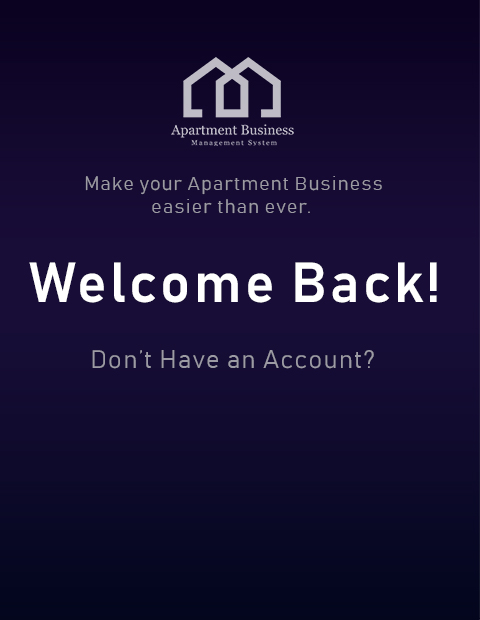 Apartment Business
Management System
Make your Apartment Business
easier than ever.
Welcome Back!
Don't Have an Account?